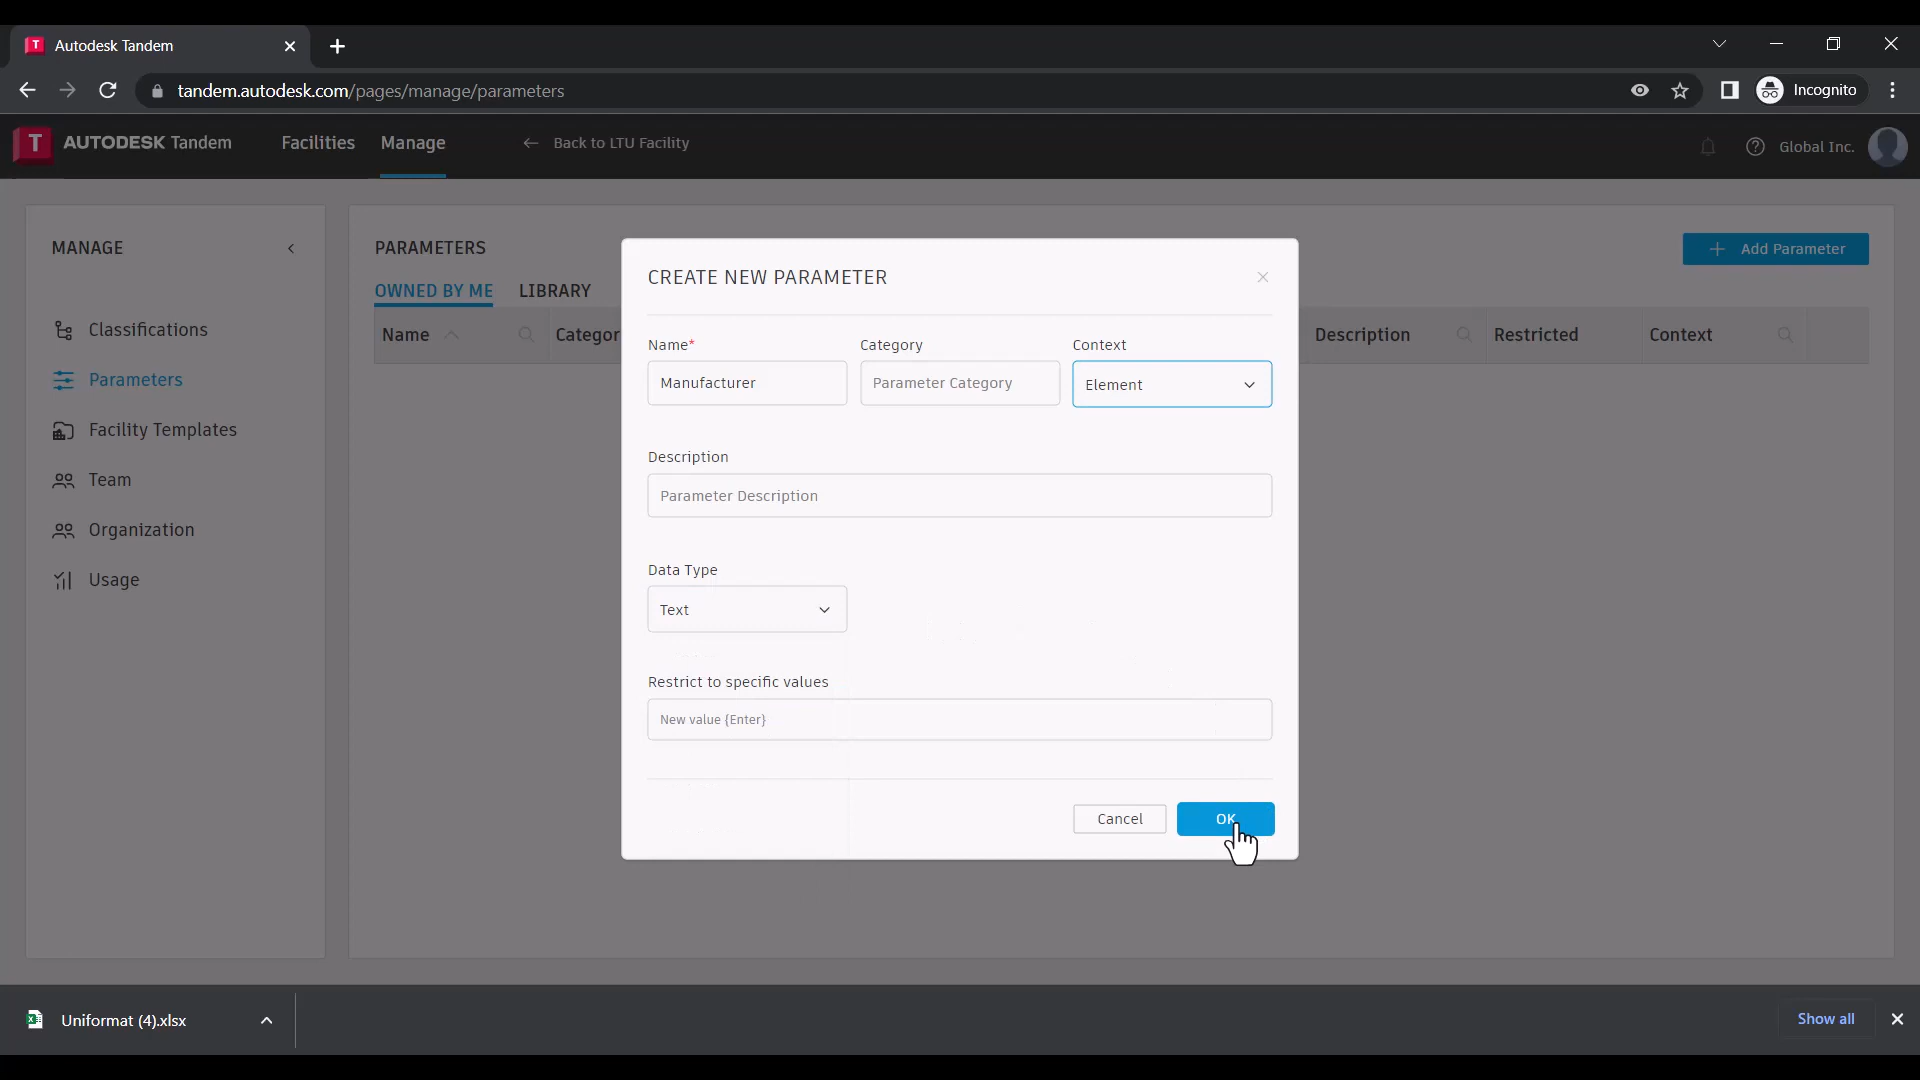 T Autodesk Tandem
tandem.autodesk.com/pages/manage/parameters
Incognito
T AUTODESK Tandem
Facilities
Manage
Back to LTU Facility
Global Inc.
MANAGE
Classifications
Parameters
Facility Templates
Team
Organization
Usage
PARAMETERS
Add Parameter
OWNED BY ME
LIBRARY
Name
Categor
Description
Restricted
Context
CREATE NEW PARAMETER
Name*
Category
Context
Manufacturer
Parameter Category
Element
Description
Parameter Description
Data Type
Text
Restrict to specific values
New value {Enter}
Cancel
OK
Uniformat (4).xlsx
Show all